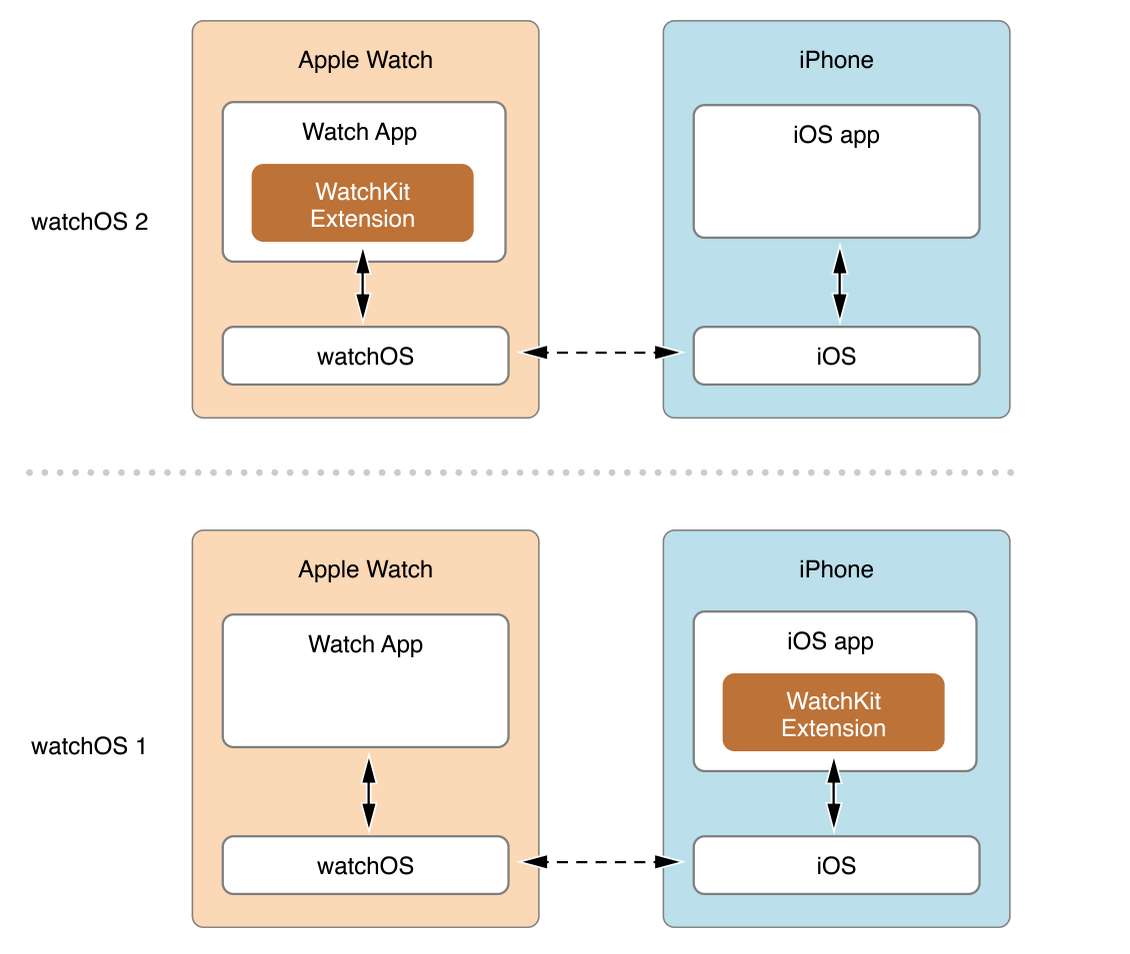 Apple Watch
iPhone
Watch App
iOS app
WatchKit
Extension
watchOS 2
watchOS
iOS
Apple Watch
iPhone
Watch App
iOS app
WatchKit
Extension
watchOS 1
watchOS
iOS